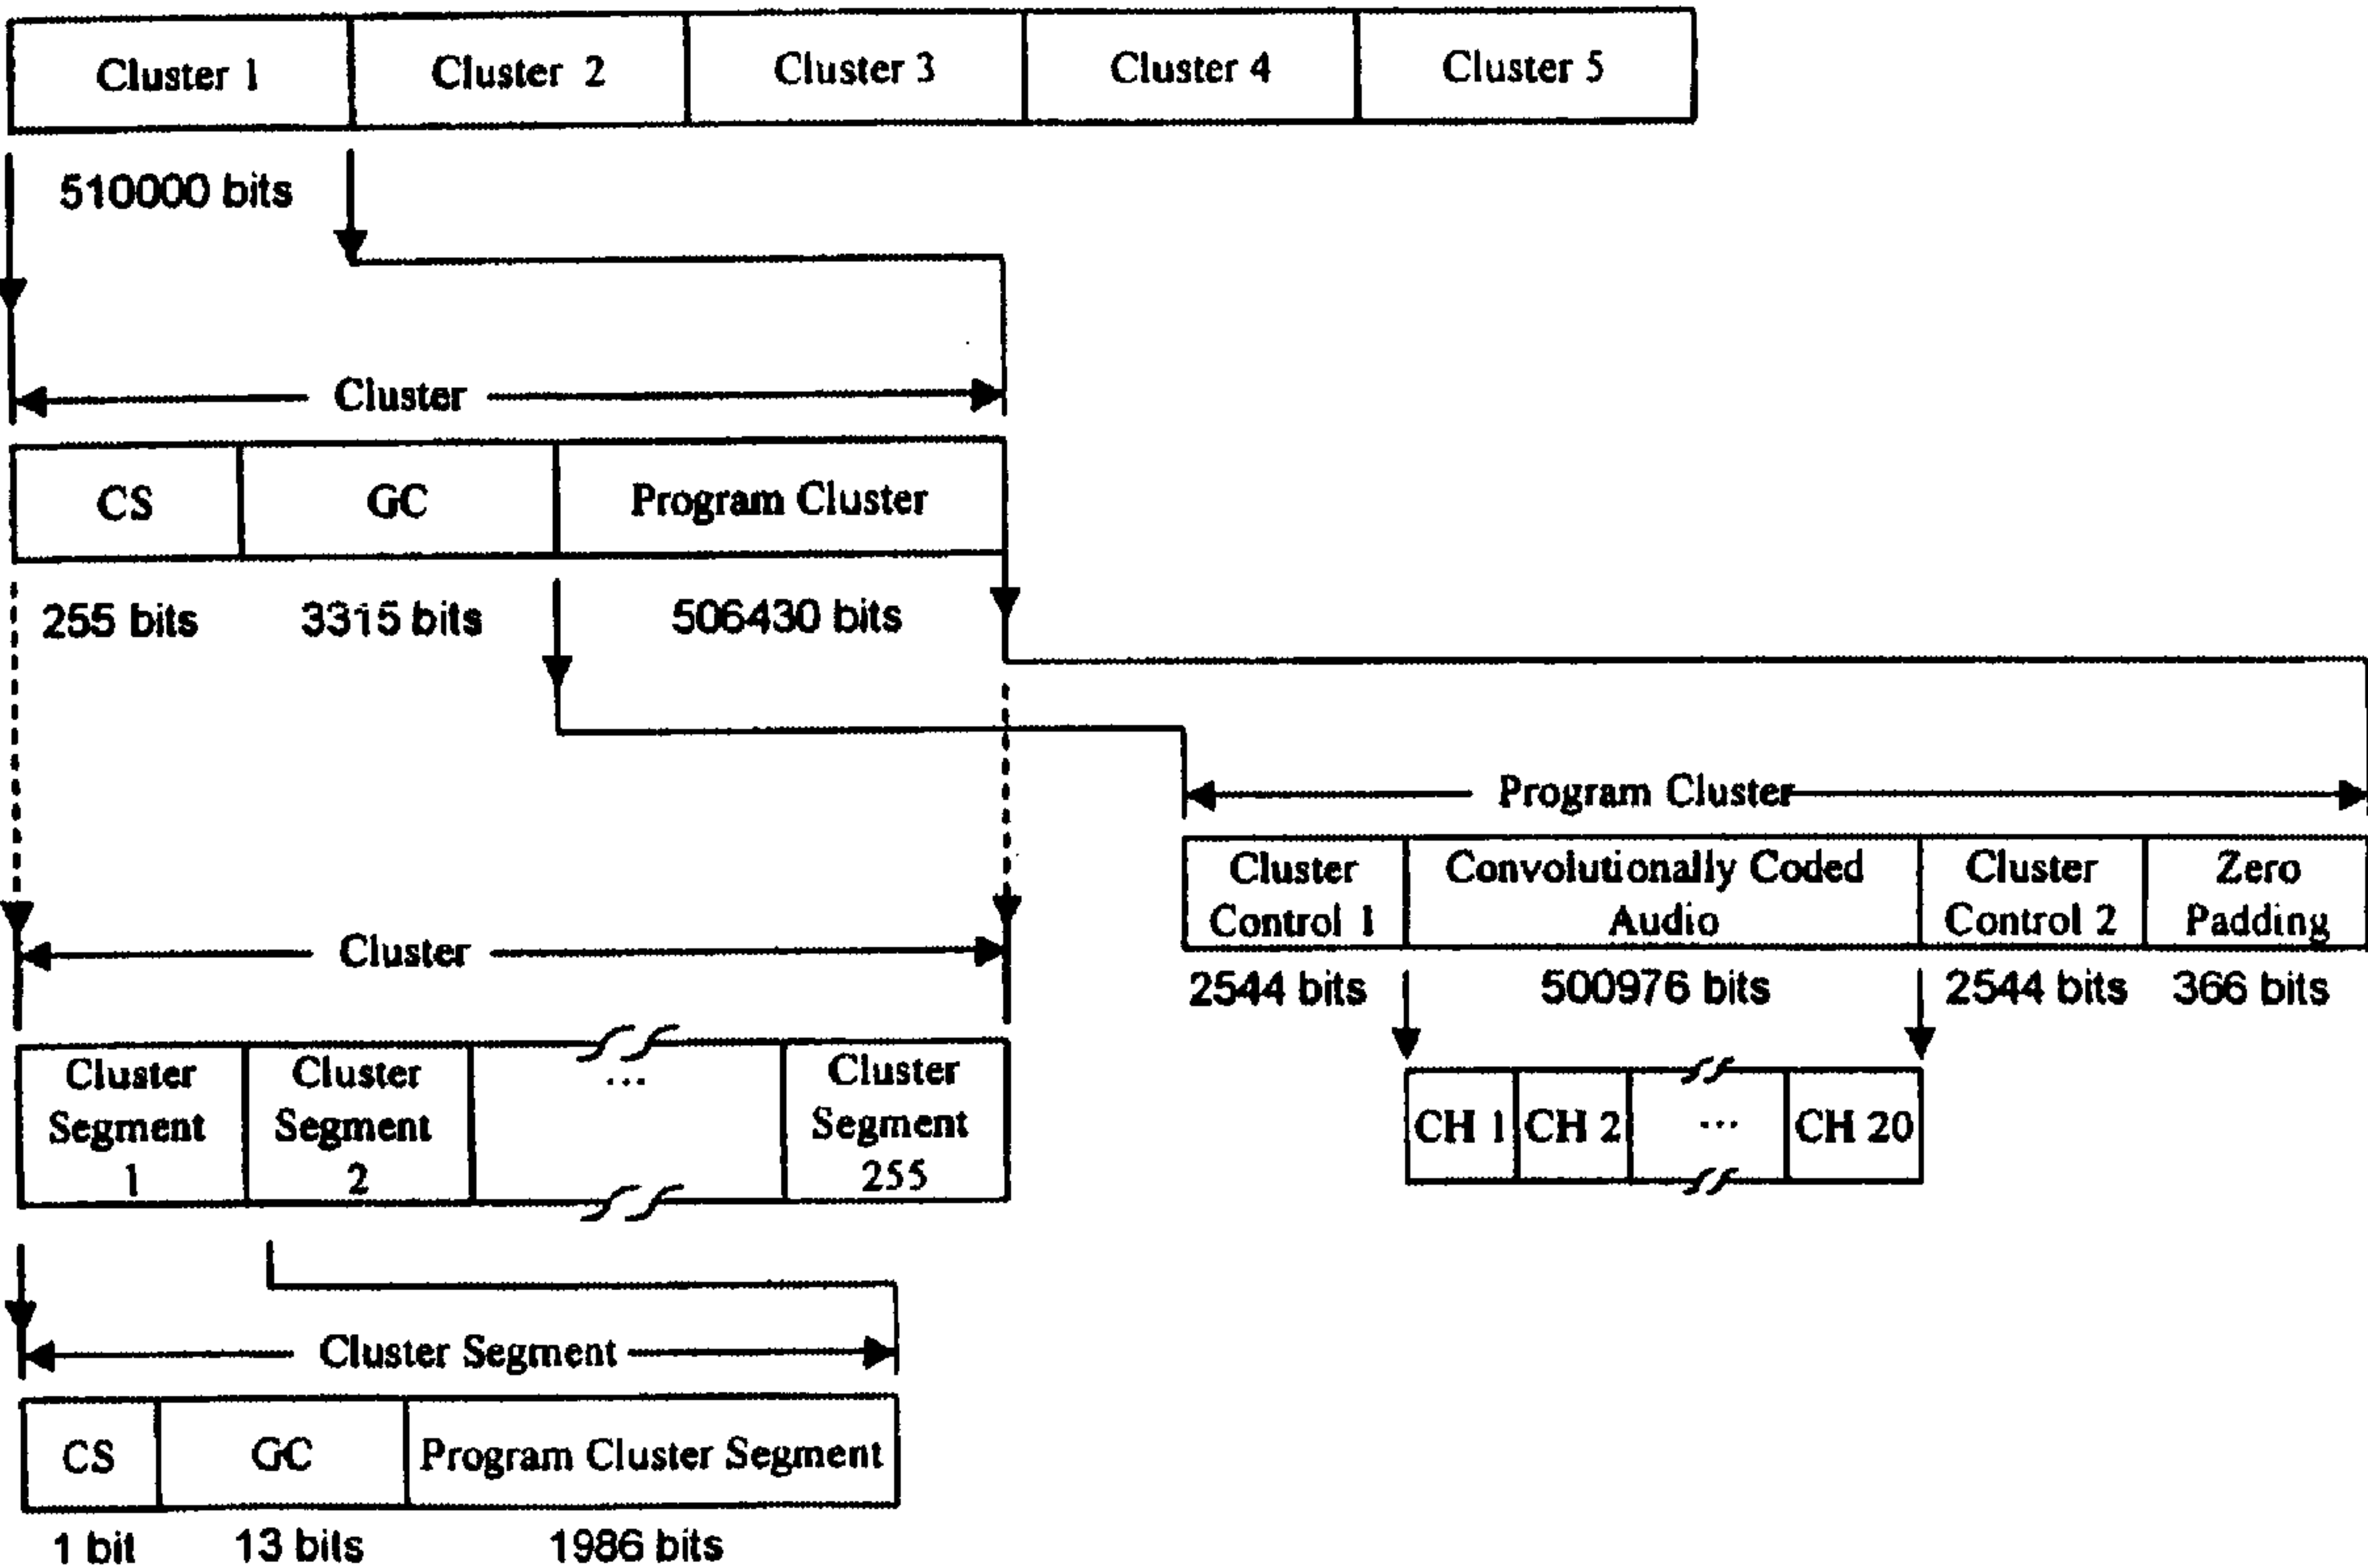 Cluster 1
Cluster 2
Cluster 3
Cluster 4
Cluster 5
510000 bits
Cluster
CS
GC
Program Cluster
255 bits
3315 bits
506430 bits
Program Cluster
Cluster
Control 1
Convolutionally Coded
Audio
Cluster
Control 2
Zero
Padding
2544 bits
500976 bits
2544 bits
366 bits
CH 1
CH 2
...
CH 20
Cluster
Cluster
Segment
1
Cluster
Segment
2
...
Cluster
Segment
255
Cluster Segment
CS
GC
Program Cluster Segment
1 bit
13 bits
1986 bits